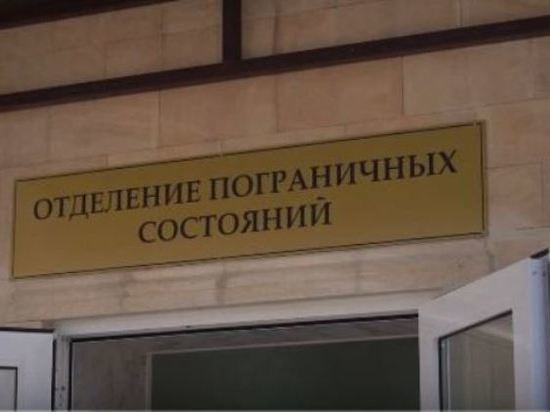 ОТДЕЛЕНИЕ ПОГРАНИЧНЫХ
СОСТОЯНИЙ